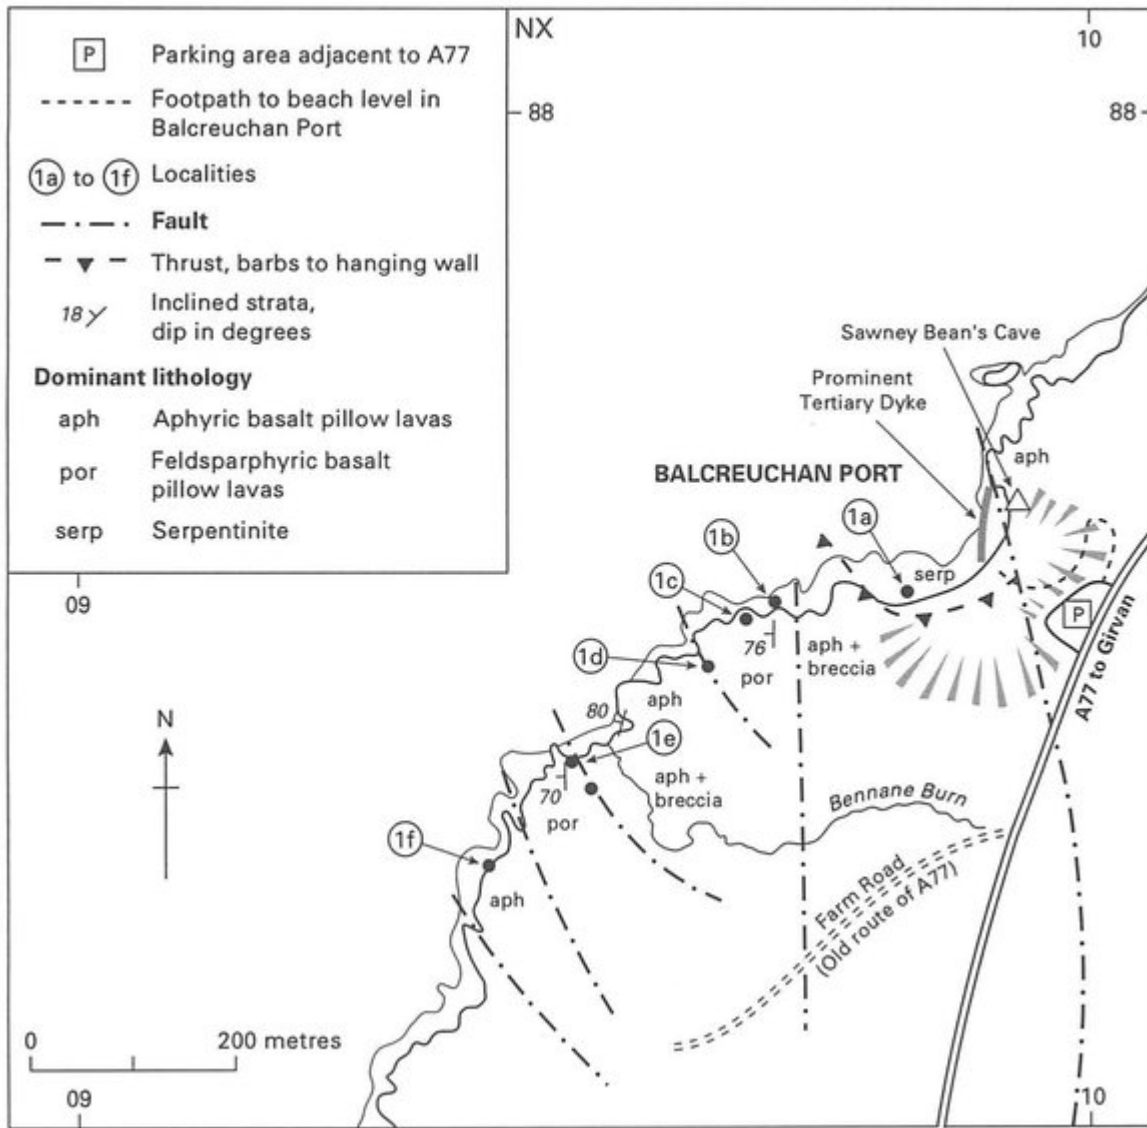 P Parking area adjacent to A77
Footpath to beach level in
Balcreuchan Port
1a to 1f Localities
Fault
Thrust, barbs to hanging wall
18 Inclined strata,
dip in degrees
Dominant lithology
aph Aphyric basalt pillow lavas
por Feldsparphyric basalt
pillow lavas
serp Serpentinite
NX
10
88
88
09
Sawney Bean's Cave
Prominent
Tertiary Dyke
aph
BALCREUCHAN PORT
1a
1b
serp
1c
P
76
aph +
breccia
1d
por
A77 to Girvan
aph
80
N
1e
aph +
breccia
70
por
Bennane Burn
1f
aph
Farm Road
(Old route of A77)
0 200 metres
09
10